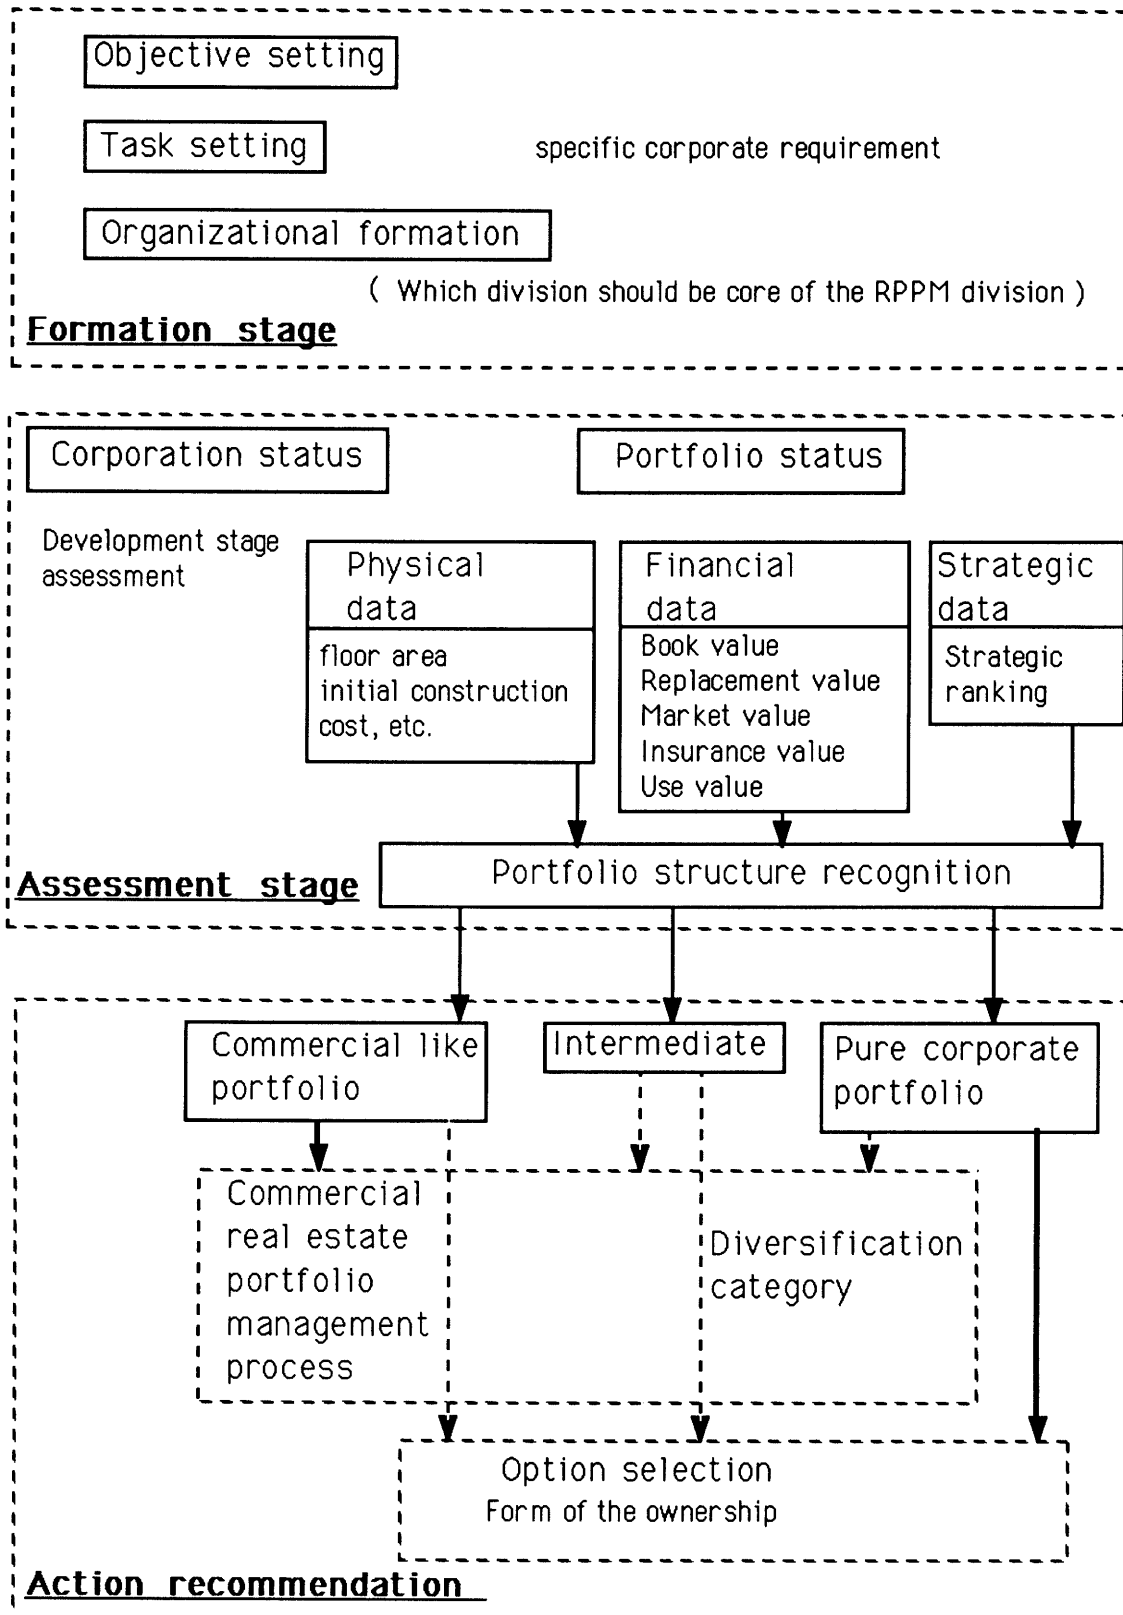 Objective setting
Task setting
specific corporate requirement
Organizational formation
( Which division should be core of the RPPM division )
Formation stage
Corporation status
Portfolio status
Development stage
assessment
Physical
data
floor area
initial construction
cost, etc.
Financial
data
Book value
Replacement value
Market value
Insurance value
Use value
Strategic
data
Strategic
ranking
Portfolio structure recognition
Assessment stage
Commercial like
portfolio
Intermediate
Pure corporate
portfolio
Commercial
real estate
portfolio
management
process
Diversification
category
Option selection
Form of the ownership
Action recommendation